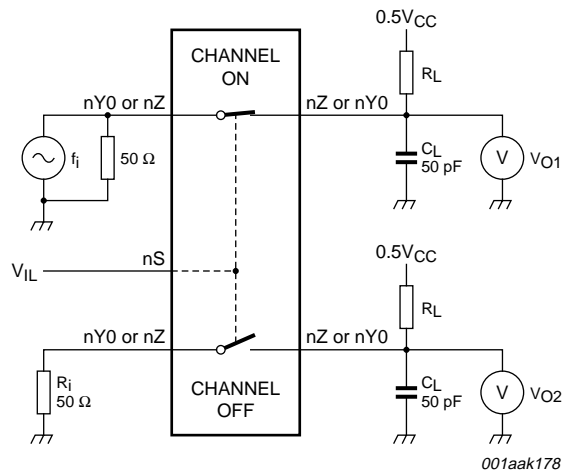 0.5VCC
CHANNEL
ON
RL
nY0 or nZ
nZ or nY0
fi
50 Ω
CL
50 pF
V
VO1
VIL
nS
0.5VCC
RL
nY0 or nZ
nZ or nY0
Ri
50 Ω
CHANNEL
OFF
CL
50 pF
V
VO2
001aak178